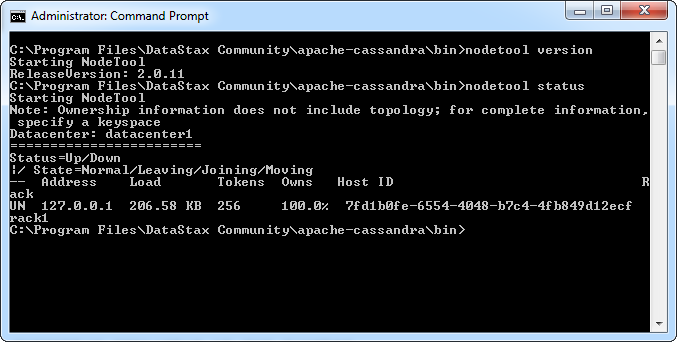 Administrator: Command Prompt
C:\Program Files\DataStax Community\apache-cassandra\bin>nodetool version
Starting NodeTool
ReleaseVersion: 2.0.11
C:\Program Files\DataStax Community\apache-cassandra\bin>nodetool status
Starting NodeTool
Note: Ownership information does not include topology; for complete information,
 specify a keyspace
Datacenter: datacenter1
========================
Status=Up/Down
|/ State=Normal/Leaving/Joining/Moving
--  Address    Load       Tokens  Owns   Host ID                               R
ack
UN  127.0.0.1  206.58 KB  256     100.0%  7fd1b0fe-6554-4048-b7c4-4fb849d12ecf
rack1
C:\Program Files\DataStax Community\apache-cassandra\bin>